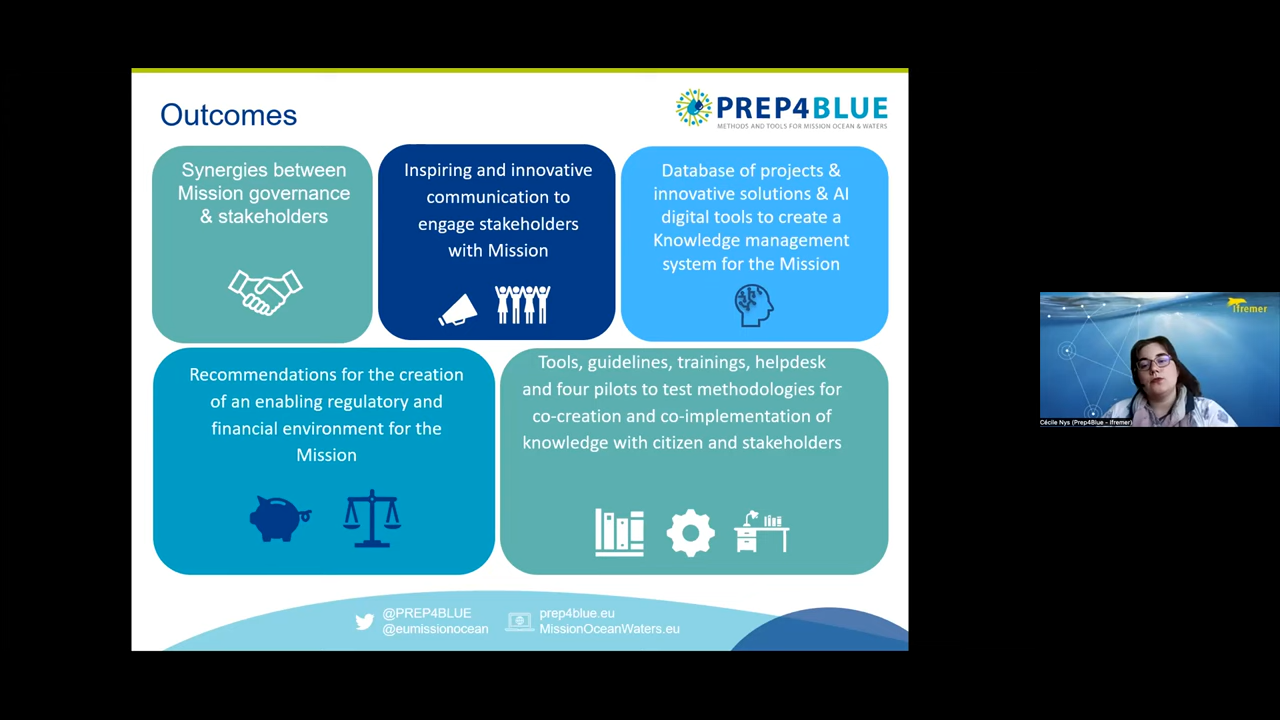 Outcomes
PREP4BLUE
METHODS AND TOOLS FOR MISSION OCEAN & WATERS
Synergies between
Mission governance
& stakeholders
Inspiring and innovative
communication to
engage stakeholders
with Mission
Database of projects &
innovative solutions & AI
digital tools to create a
Knowledge management
system for the Mission
Recommendations for the creation
of an enabling regulatory and
financial environment for the
Mission
Tools, guidelines, trainings, helpdesk
and four pilots to test methodologies for
co-creation and co-implementation of
knowledge with citizen and stakeholders
@PREP4BLUE
@eumissionocean
prep4blue.eu
MissionOceanWaters.eu
ifremer
Cécile Nys (Prep4Blue - Ifremer)